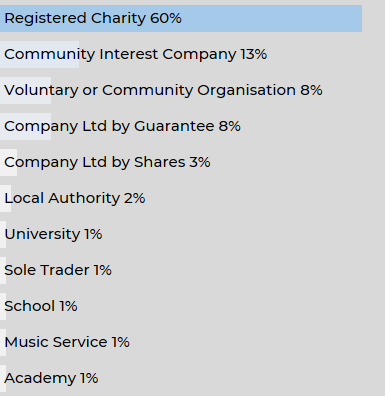 Registered Charity 60%
Community Interest Company 13%
Voluntary or Community Organisation 8%
Company Ltd by Guarantee 8%
Company Ltd by Shares 3%
Local Authority 2%
University 1%
Sole Trader 1%
School 1%
Music Service 1%
Academy 1%